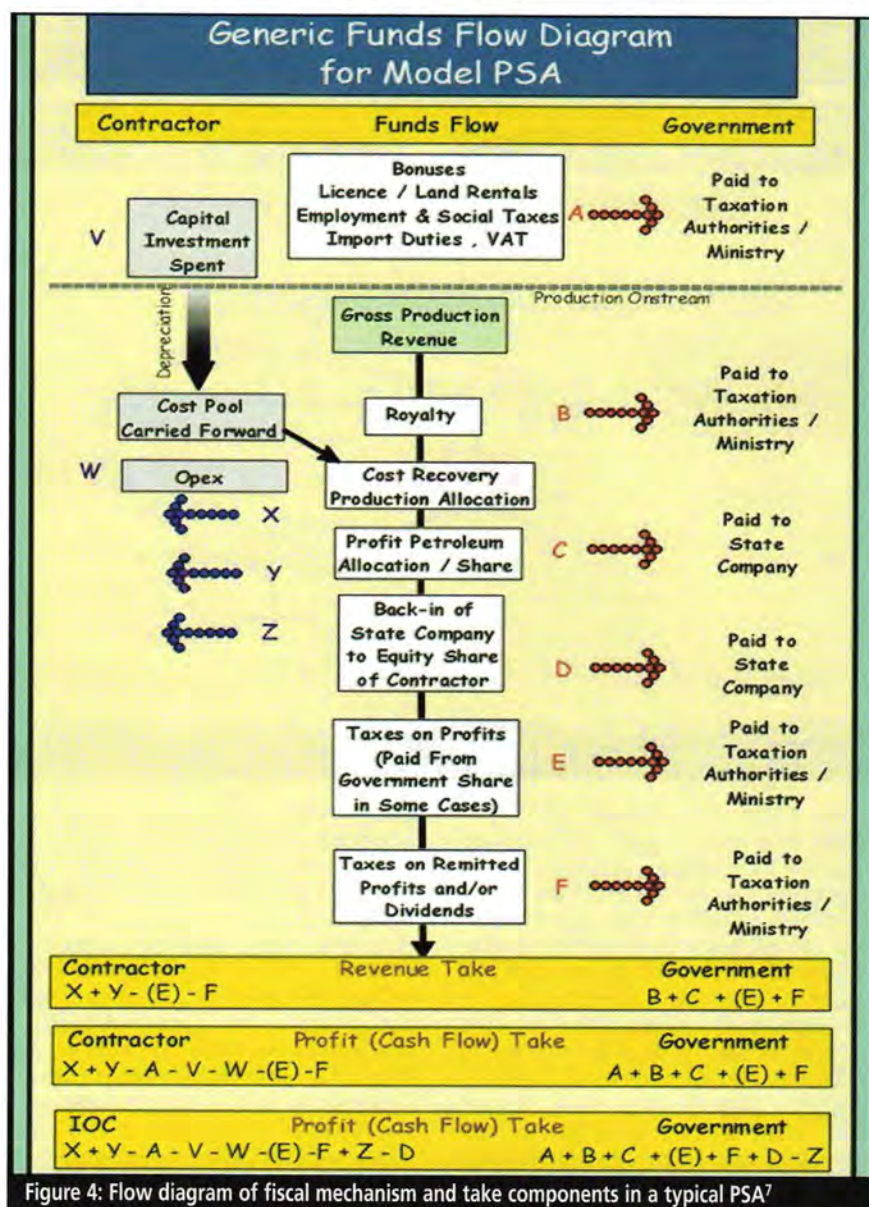 Generic Funds Flow Diagram
for Model PSA
Contractor Funds Flow Government
Bonuses
Licence / Land Rentals
Employment & Social Taxes
Import Duties , VAT
A
Paid to
Taxation
Authorities /
Ministry
V
Capital
Investment
Spent
Production Onstream
Depreciation
Gross Production
Revenue
Cost Pool
Carried Forward
Royalty
B
Paid to
Taxation
Authorities /
Ministry
W
Opex
Cost Recovery
Production Allocation
X
Profit Petroleum
Allocation / Share
C
Paid to
State
Company
Y
Z
Back-in of
State Company
to Equity Share
of Contractor
D
Paid to
State
Company
Taxes on Profits
(Paid From
Government Share
in Some Cases)
E
Paid to
Taxation
Authorities /
Ministry
Taxes on Remitted
Profits and/or
Dividends
F
Paid to
Taxation
Authorities /
Ministry
Contractor Revenue Take Government
X + Y - (E) - F B + C + (E) + F
Contractor Profit (Cash Flow) Take Government
X + Y - A - V - W -(E) -F A + B + C + (E) + F
IOC Profit (Cash Flow) Take Government
X + Y - A - V - W -(E) -F + Z - D A + B + C + (E) + F + D - Z
Figure 4: Flow diagram of fiscal mechanism and take components in a typical PSA⁷